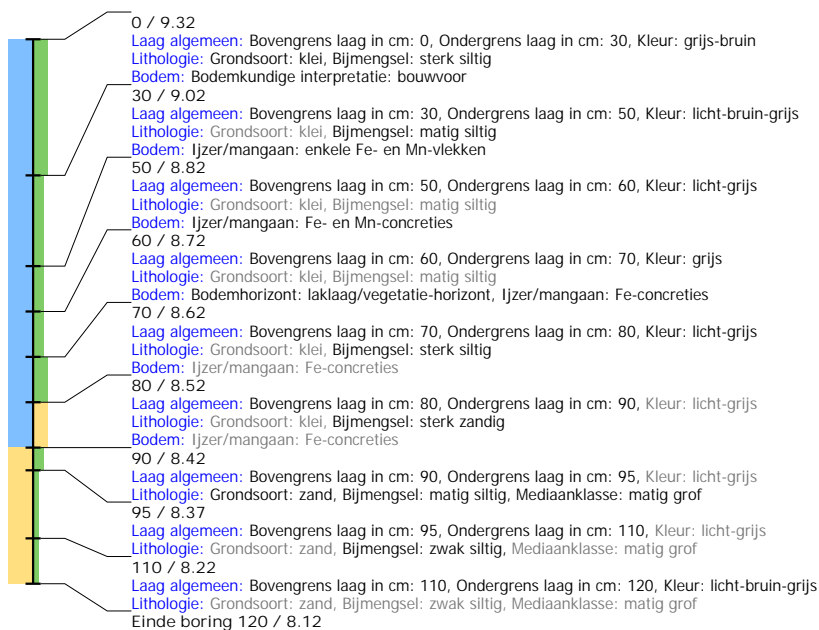 0 / 9.32
Laag algemeen: Bovengrens laag in cm: 0, Ondergrens laag in cm: 30, Kleur: grijs-bruin
Lithologie: Grondsoort: klei, Bijmengsel: sterk siltig
Bodem: Bodemkundige interpretatie: bouwvoor
30 / 9.02
Laag algemeen: Bovengrens laag in cm: 30, Ondergrens laag in cm: 50, Kleur: licht-bruin-grijs
Lithologie: Grondsoort: klei, Bijmengsel: matig siltig
Bodem: Ijzer/mangaan: enkele Fe- en Mn-vlekken
50 / 8.82
Laag algemeen: Bovengrens laag in cm: 50, Ondergrens laag in cm: 60, Kleur: licht-grijs
Lithologie: Grondsoort: klei, Bijmengsel: matig siltig
Bodem: Ijzer/mangaan: Fe- en Mn-concreties
60 / 8.72
Laag algemeen: Bovengrens laag in cm: 60, Ondergrens laag in cm: 70, Kleur: grijs
Lithologie: Grondsoort: klei, Bijmengsel: matig siltig
Bodem: Bodemhorizont: laklaag/vegetatie-horizont, Ijzer/mangaan: Fe-concreties
70 / 8.62
Laag algemeen: Bovengrens laag in cm: 70, Ondergrens laag in cm: 80, Kleur: licht-grijs
Lithologie: Grondsoort: klei, Bijmengsel: sterk siltig
Bodem: Ijzer/mangaan: Fe-concreties
80 / 8.52
Laag algemeen: Bovengrens laag in cm: 80, Ondergrens laag in cm: 90, Kleur: licht-grijs
Lithologie: Grondsoort: klei, Bijmengsel: sterk zandig
Bodem: Ijzer/mangaan: Fe-concreties
90 / 8.42
Laag algemeen: Bovengrens laag in cm: 90, Ondergrens laag in cm: 95, Kleur: licht-grijs
Lithologie: Grondsoort: zand, Bijmengsel: matig siltig, Mediaanklasse: matig grof
95 / 8.37
Laag algemeen: Bovengrens laag in cm: 95, Ondergrens laag in cm: 110, Kleur: licht-grijs
Lithologie: Grondsoort: zand, Bijmengsel: zwak siltig, Mediaanklasse: matig grof
110 / 8.22
Laag algemeen: Bovengrens laag in cm: 110, Ondergrens laag in cm: 120, Kleur: licht-bruin-grijs
Lithologie: Grondsoort: zand, Bijmengsel: zwak siltig, Mediaanklasse: matig grof
Einde boring 120 / 8.12